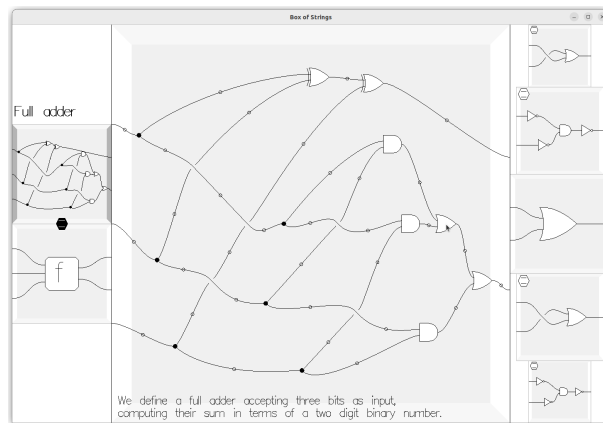 Box of Strings
Full adder
f
We define a full adder accepting three bits as input,
computing their sum in terms of a two digit binary number.